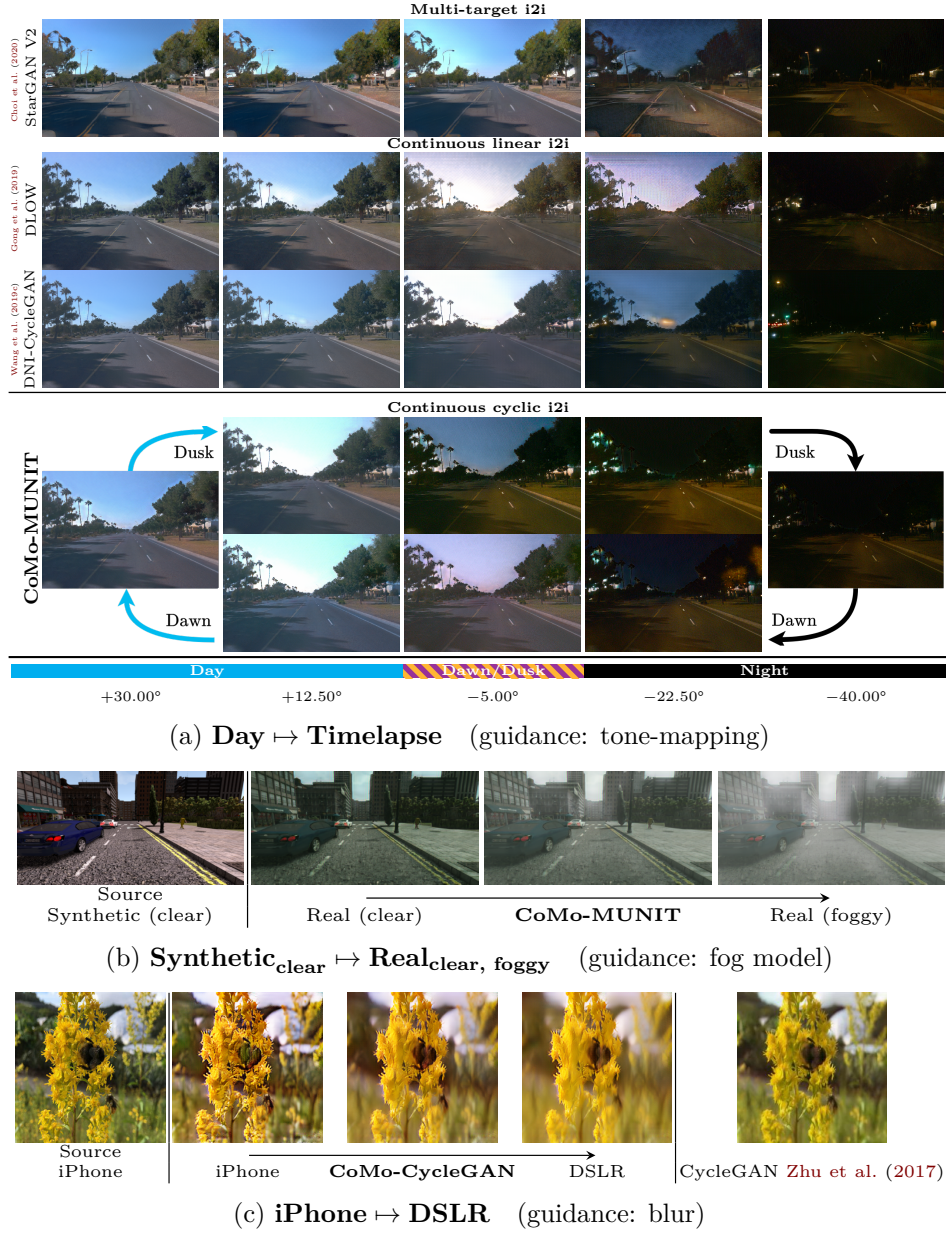 Multi-target i2i
Choi et al. (2020)
StarGAN V2
Continuous linear i2i
Gong et al. (2019)
DLOW
Wang et al. (2019c)
DNI-CycleGAN
Continuous cyclic i2i
CoMo-MUNIT
Dusk
Dusk
Dawn
Dawn
Day Dawn/Dusk Night
+30.00° +12.50° −5.00° −22.50° −40.00°
(a) Day ↦ Timelapse (guidance: tone-mapping)
Source
Synthetic (clear) Real (clear) CoMo-MUNIT Real (foggy)
(b) Synthetic_clear ↦ Real_clear, foggy (guidance: fog model)
Source
iPhone iPhone CoMo-CycleGAN DSLR CycleGAN Zhu et al. (2017)
(c) iPhone ↦ DSLR (guidance: blur)